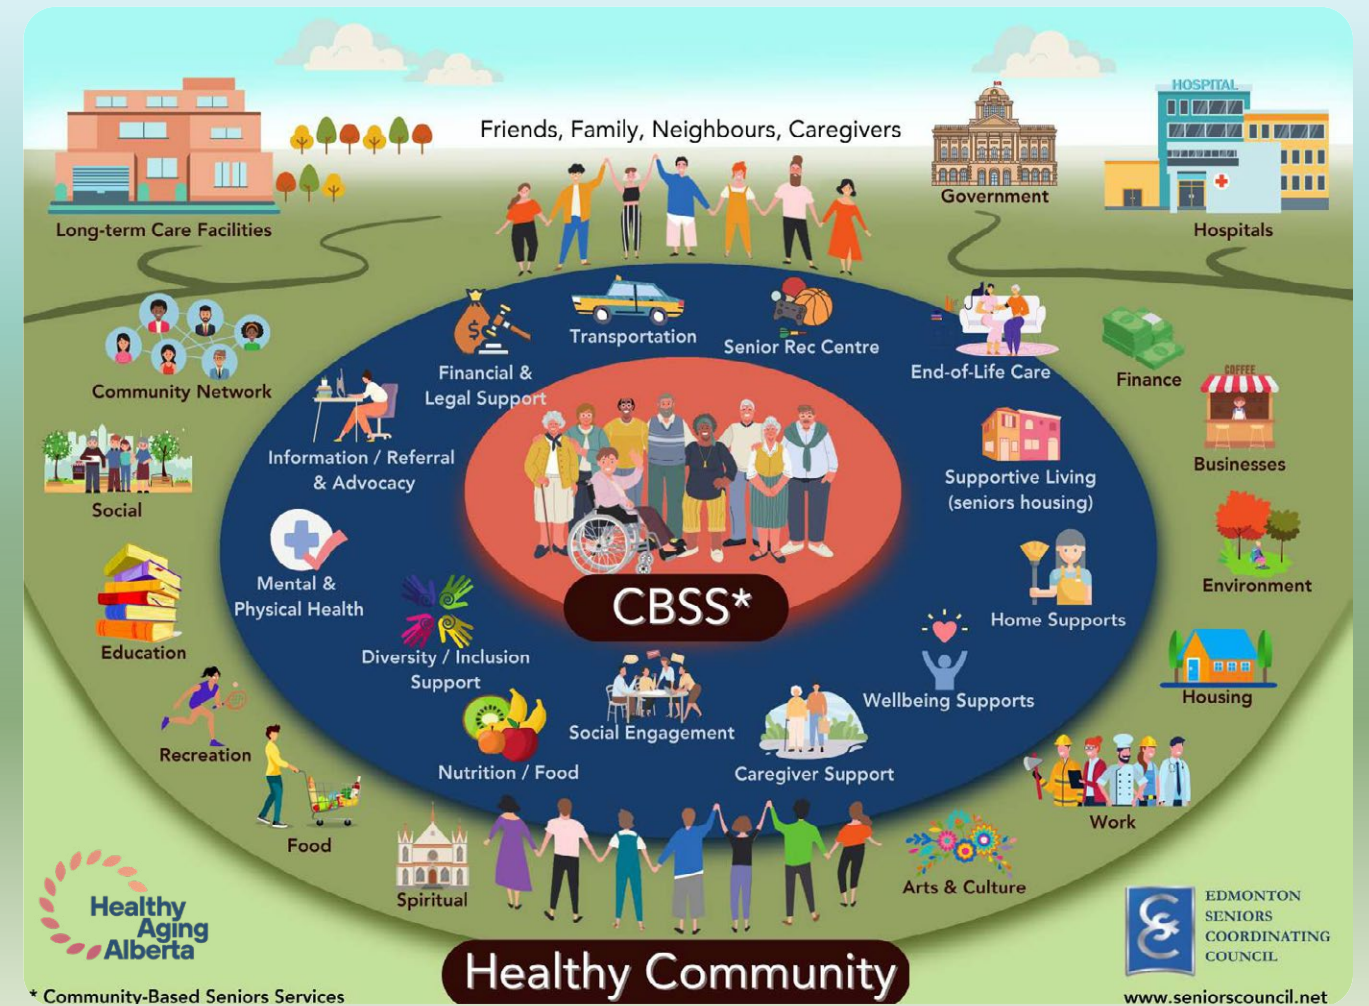 HOSPITAL
Friends, Family, Neighbours, Caregivers
Government
Long-term Care Facilities
Hospitals
Transportation
Senior Rec Centre
Financial &
Legal Support
End-of-Life Care
Finance
Community Network
COFFEE
Information / Referral
& Advocacy
Businesses
Supportive Living
(seniors housing)
Social
Mental &
Physical Health
Environment
CBSS*
Home Supports
Education
Diversity / Inclusion
Support
Wellbeing Supports
Housing
Social Engagement
Recreation
Nutrition / Food
Caregiver Support
Work
Food
Spiritual
Arts & Culture
Healthy
Aging
Alberta
EDMONTON
SENIORS
COORDINATING
COUNCIL
Healthy Community
* Community-Based Seniors Services
www.seniorscouncil.net